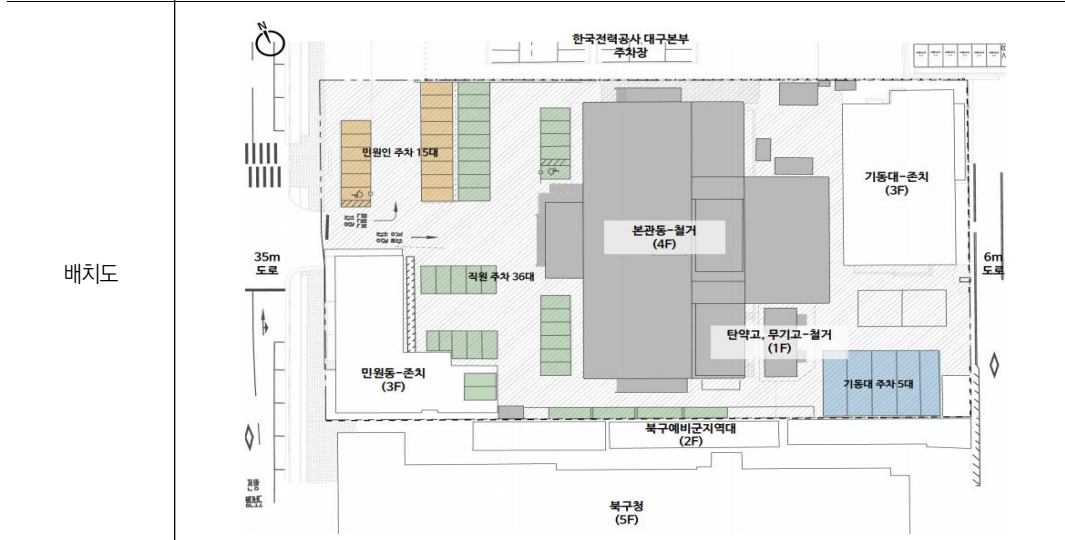 배치도
N
한국전력공사 대구본부
주차장
민원인 주차 15대
기동대-존치
(3F)
본관동-철거
(4F)
35m
도로
6m
도로
직원 주차 36대
탄약고, 무기고-철거
(1F)
민원동-존치
(3F)
기동대 주차 5대
북구예비군지역대
(2F)
북구청
(5F)